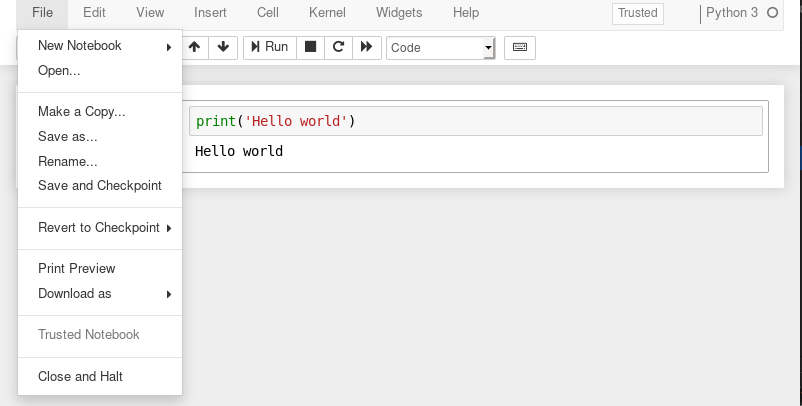 File Edit View Insert Cell Kernel Widgets Help Trusted Python 3
Run Code
New Notebook
Open...
Make a Copy...
Save as...
Rename...
Save and Checkpoint
Revert to Checkpoint
Print Preview
Download as
Trusted Notebook
Close and Halt
print('Hello world')
Hello world